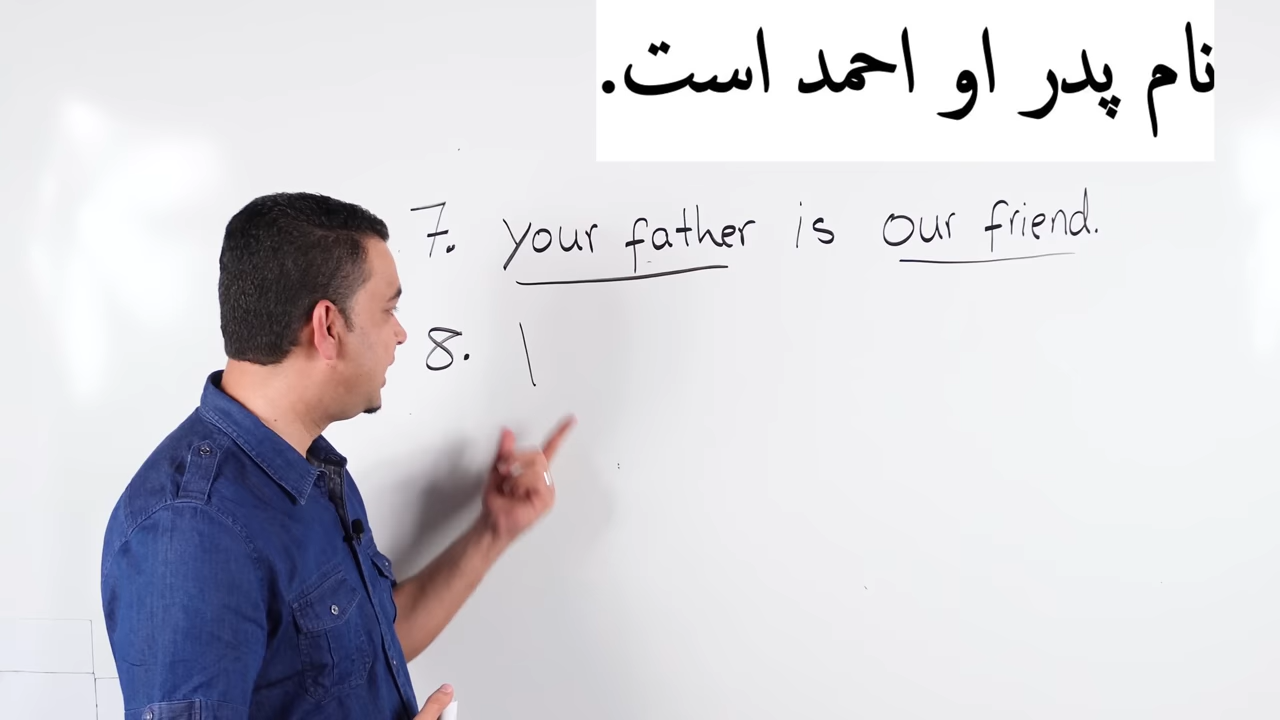 نام پدر او احمد است.
7. your father is our friend.
8. \